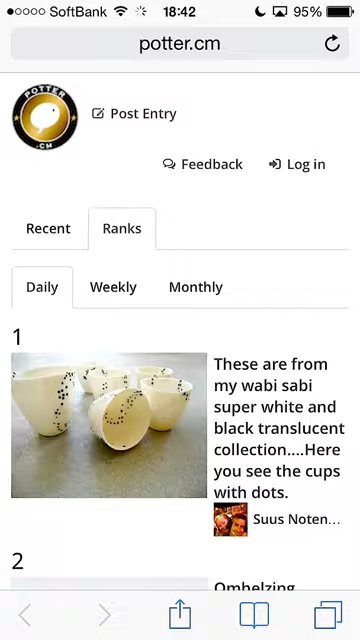 SoftBank 18:42 95%
potter.cm
POTTER
.CM
Post Entry
Feedback Log in
Recent Ranks
Daily Weekly Monthly
1
These are from
my wabi sabi
super white and
black translucent
collection....Here
you see the cups
with dots.
Suus Noten...
2
Omhelzing